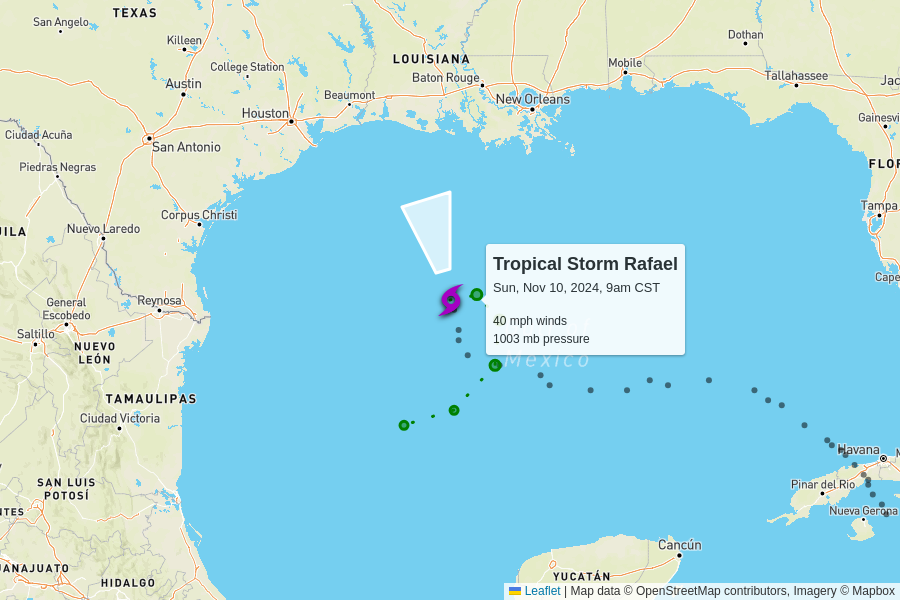 TEXAS
San Angelo
Killeen
College Station
Austin
Houston
Beaumont
LOUISIANA
Baton Rouge
New Orleans
Mobile
Dothan
Tallahassee
Jac
Gainesvi
FLOR
Tampa
Cape
Ciudad Acuña
San Antonio
Piedras Negras
Corpus Christi
Nuevo Laredo
UILA
General
Escobedo
Reynosa
Saltillo
NUEVO
LEÓN
TAMAULIPAS
Ciudad Victoria
SAN LUIS
POTOSÍ
NTES
UANAJUATO
HIDALGO
Tropical Storm Rafael
Sun, Nov 10, 2024, 9am CST
40 mph winds
1003 mb pressure
Mexico
Havana
Pinar del Río
Nueva Gerona
Cancún
YUCATÁN
Leaflet | Map data © OpenStreetMap contributors, Imagery © Mapbox